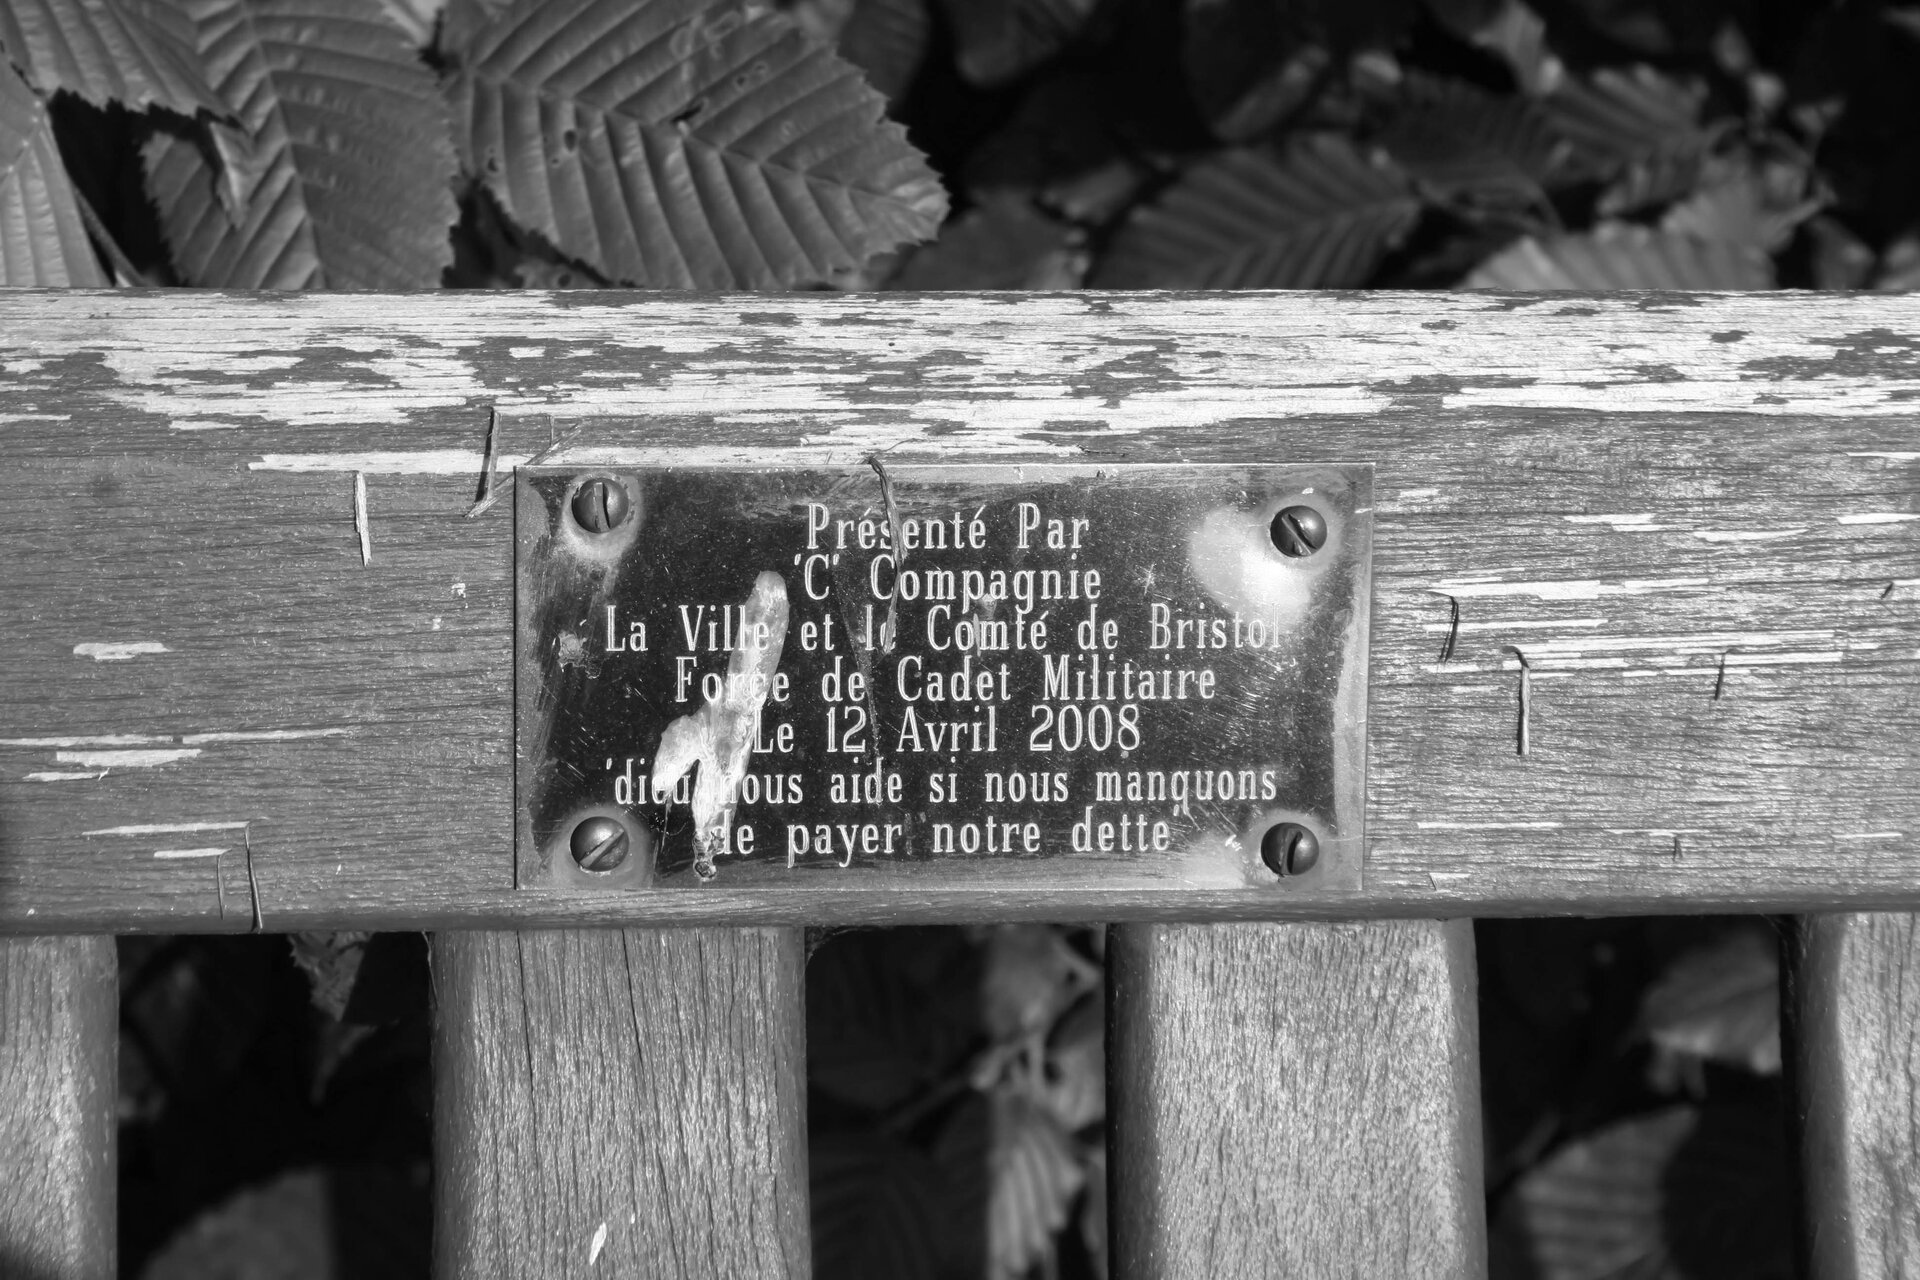 Présenté Par
"C" Compagnie
La Ville et le Comté de Bristol
Force de Cadet Militaire
Le 12 Avril 2008
"dieu nous aide si nous manquons
de payer notre dette"